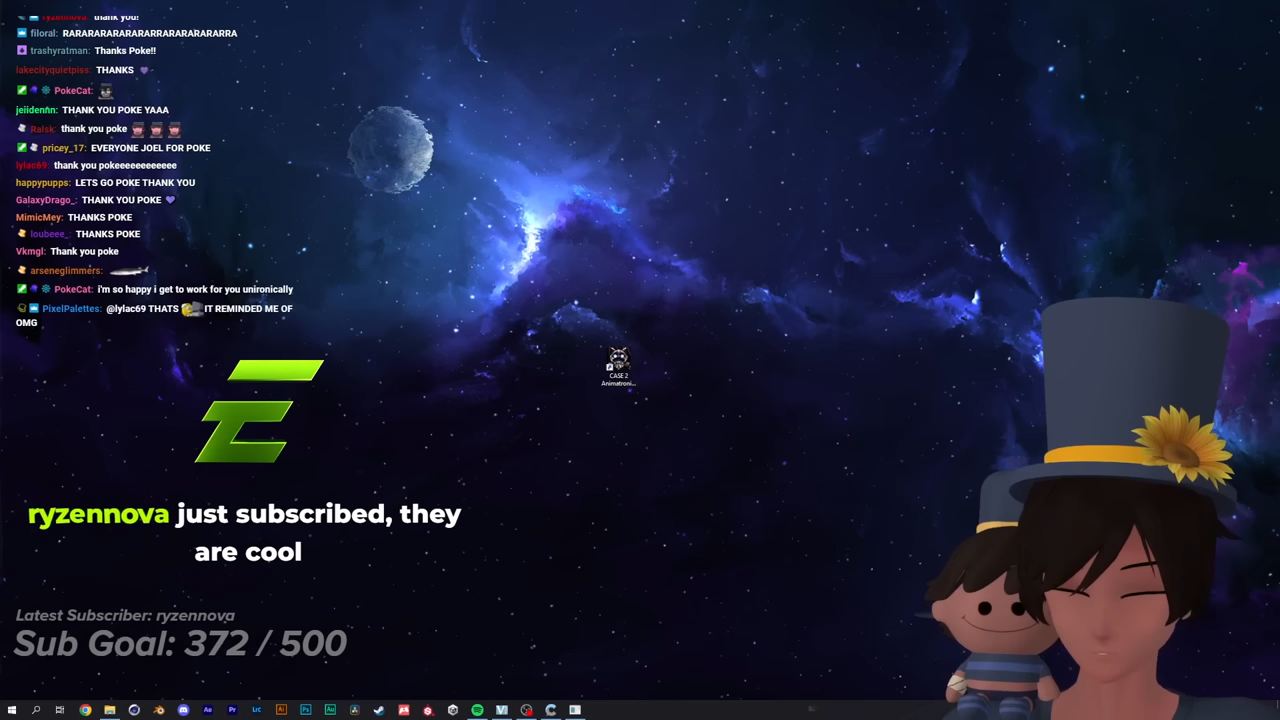 ryzennova: thank you!
filoral: RARARARARARARARRARARARARARRA
trashyratman: Thanks Poke!!
lakecityquietpiss: THANKS
PokeCat:
jeiidennn: THANK YOU POKE YAAA
Ralsk: thank you poke
pricey_17: EVERYONE JOEL FOR POKE
lylac69: thank you pokeeeeeeeeeee
happypupps: LETS GO POKE THANK YOU
GalaxyDrago_: THANK YOU POKE
MimicMey: THANKS POKE
loubeee_: THANKS POKE
Vkmgl: Thank you poke
arseneglimmers:
PokeCat: i'm so happy i get to work for you unironically
PixelPalettes: @lylac69 THATS IT REMINDED ME OF
OMG
CASE 2
Animatroni...
ryzennova just subscribed, they
are cool
Latest Subscriber: ryzennova
Sub Goal: 372 / 500